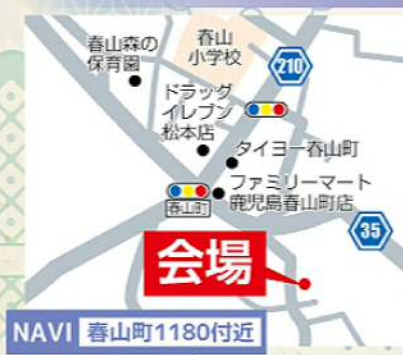 春山森の
保育園
春山
小学校
210
ドラッグ
イレブン
松本店
タイヨー春山町
ファミリーマート
鹿児島春山町店
春山町
35
会場
NAVI 春山町1180付近